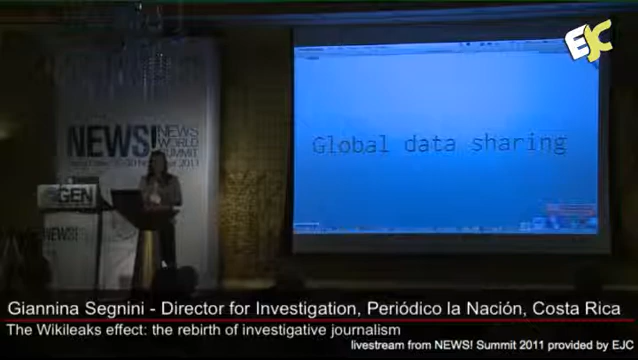 EJC
NEWS! NEWS
WORLD
SUMMIT
2011
Global data sharing
GEN
NEWS!
Giannina Segnini - Director for Investigation, Periódico la Nación, Costa Rica
The Wikileaks effect: the rebirth of investigative journalism
livestream from NEWS! Summit 2011 provided by EJC